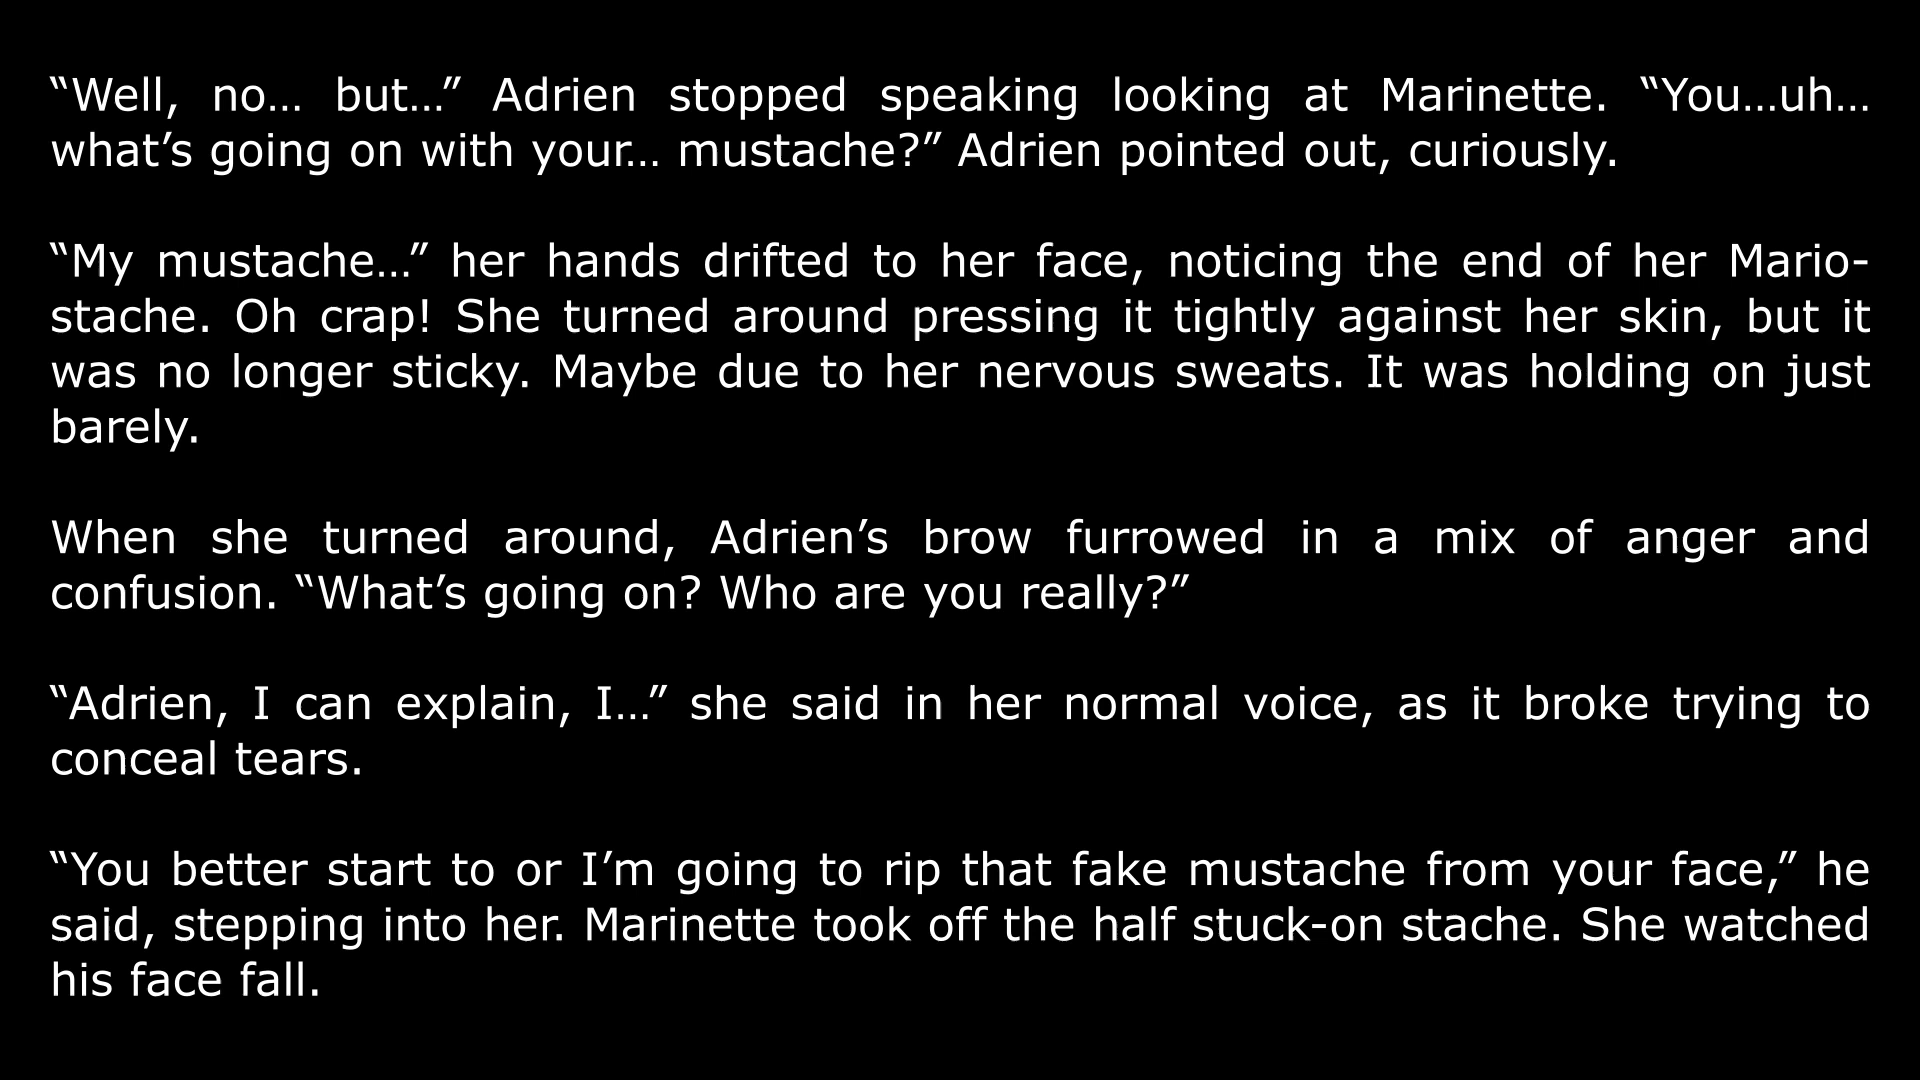 “Well, no… but…” Adrien stopped speaking looking at Marinette. “You…uh…
what’s going on with your… mustache?” Adrien pointed out, curiously.
“My mustache…” her hands drifted to her face, noticing the end of her Mario-
stache. Oh crap! She turned around pressing it tightly against her skin, but it
was no longer sticky. Maybe due to her nervous sweats. It was holding on just
barely.
When she turned around, Adrien’s brow furrowed in a mix of anger and
confusion. “What’s going on? Who are you really?”
“Adrien, I can explain, I…” she said in her normal voice, as it broke trying to
conceal tears.
“You better start to or I’m going to rip that fake mustache from your face,” he
said, stepping into her. Marinette took off the half stuck-on stache. She watched
his face fall.